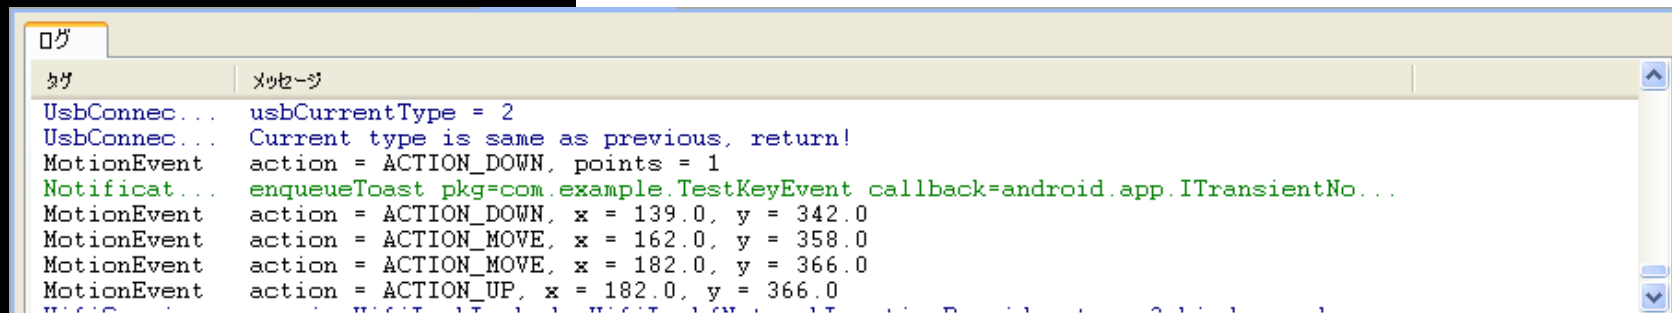 ログ
タグ メッセージ
UsbConnec... usbCurrentType = 2
UsbConnec... Current type is same as previous, return!
MotionEvent action = ACTION_DOWN, points = 1
Notificat... enqueueToast pkg=com.example.TestKeyEvent callback=android.app.ITransientNo...
MotionEvent action = ACTION_DOWN, x = 139.0, y = 342.0
MotionEvent action = ACTION_MOVE, x = 162.0, y = 358.0
MotionEvent action = ACTION_MOVE, x = 182.0, y = 366.0
MotionEvent action = ACTION_UP, x = 182.0, y = 366.0